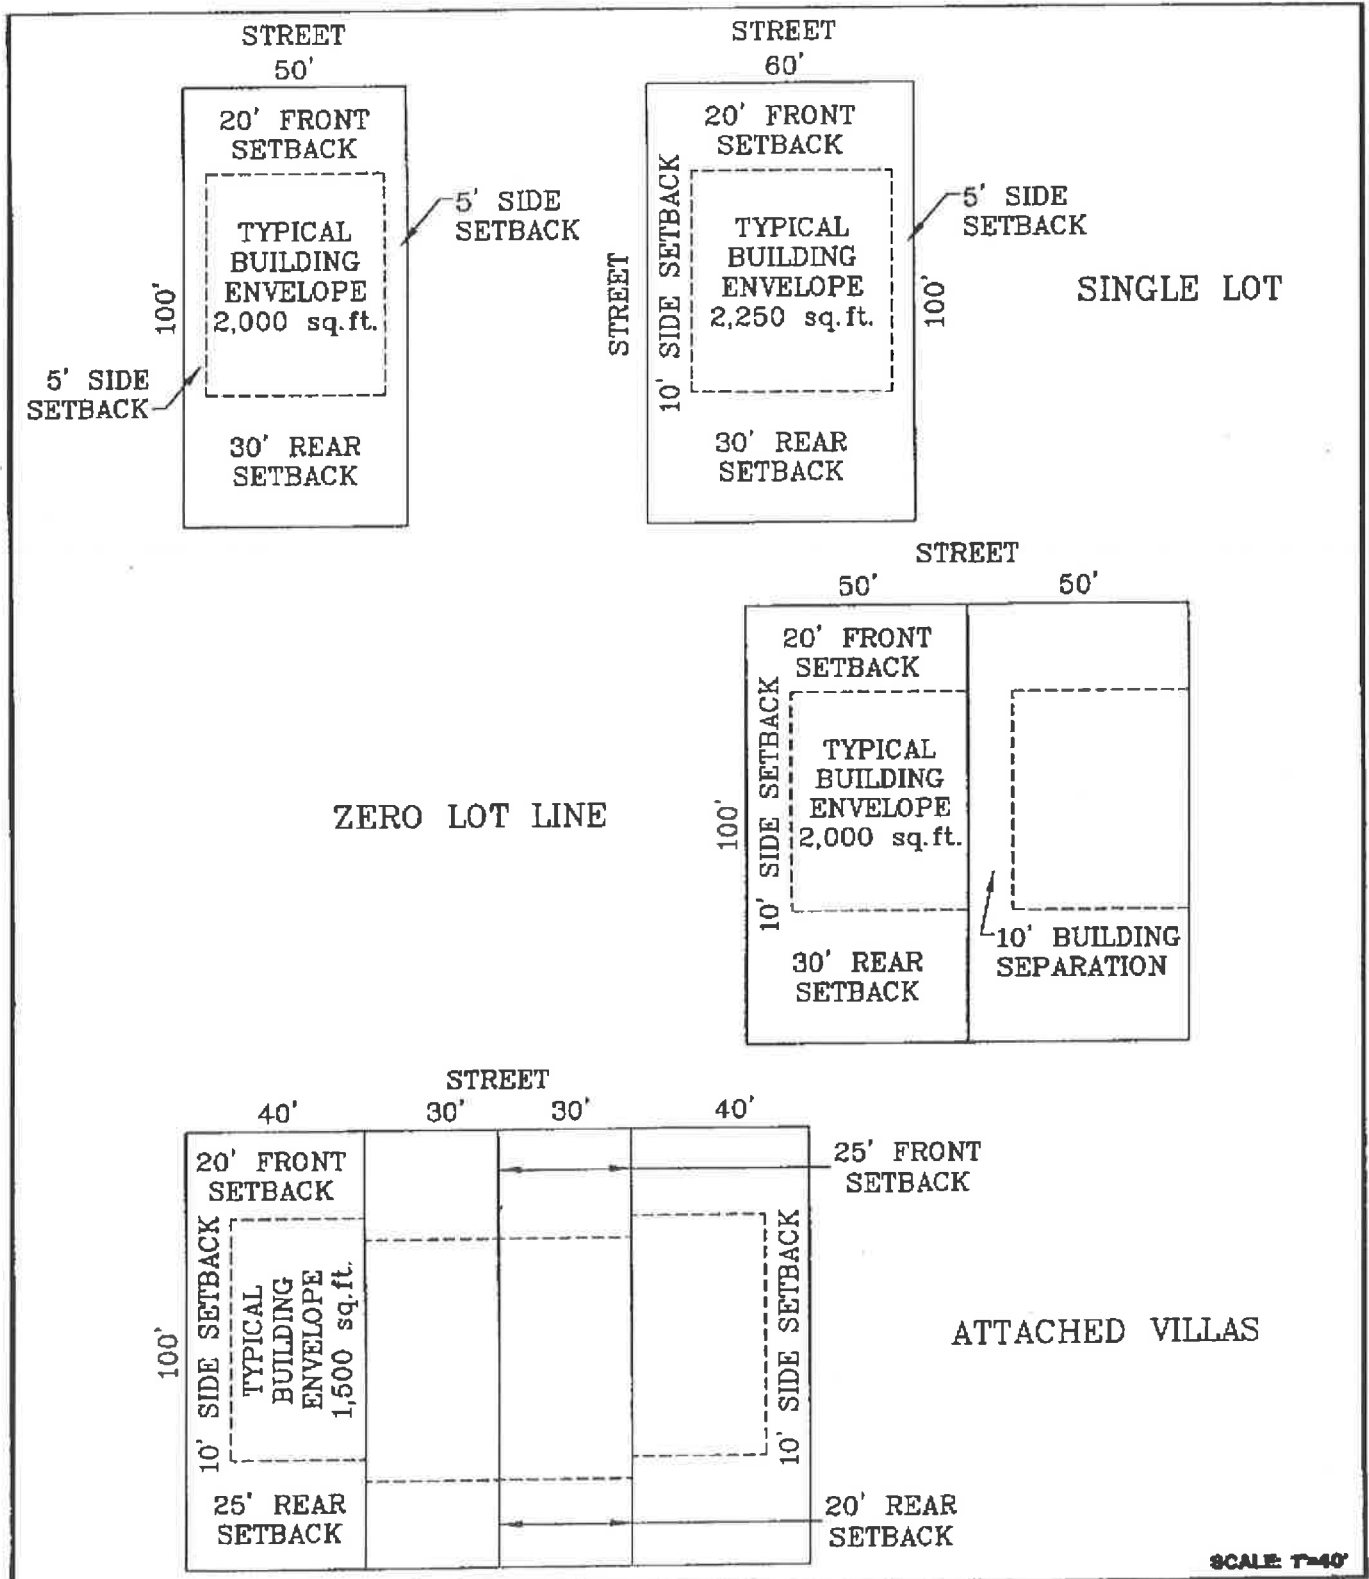 STREET
50'
20' FRONT
SETBACK
5' SIDE
SETBACK
TYPICAL
BUILDING
ENVELOPE
2,000 sq.ft.
100'
5' SIDE
SETBACK
30' REAR
SETBACK
STREET
60'
20' FRONT
SETBACK
STREET
10' SIDE SETBACK
TYPICAL
BUILDING
ENVELOPE
2,250 sq.ft.
5' SIDE
SETBACK
100'
30' REAR
SETBACK
SINGLE LOT
STREET
50'
50'
20' FRONT
SETBACK
100'
10' SIDE SETBACK
TYPICAL
BUILDING
ENVELOPE
2,000 sq.ft.
10' BUILDING
SEPARATION
30' REAR
SETBACK
ZERO LOT LINE
STREET
40'
30'
30'
40'
20' FRONT
SETBACK
25' FRONT
SETBACK
100'
10' SIDE SETBACK
TYPICAL
BUILDING
ENVELOPE
1,500 sq.ft.
10' SIDE SETBACK
ATTACHED VILLAS
25' REAR
SETBACK
20' REAR
SETBACK
SCALE: 1"=40'